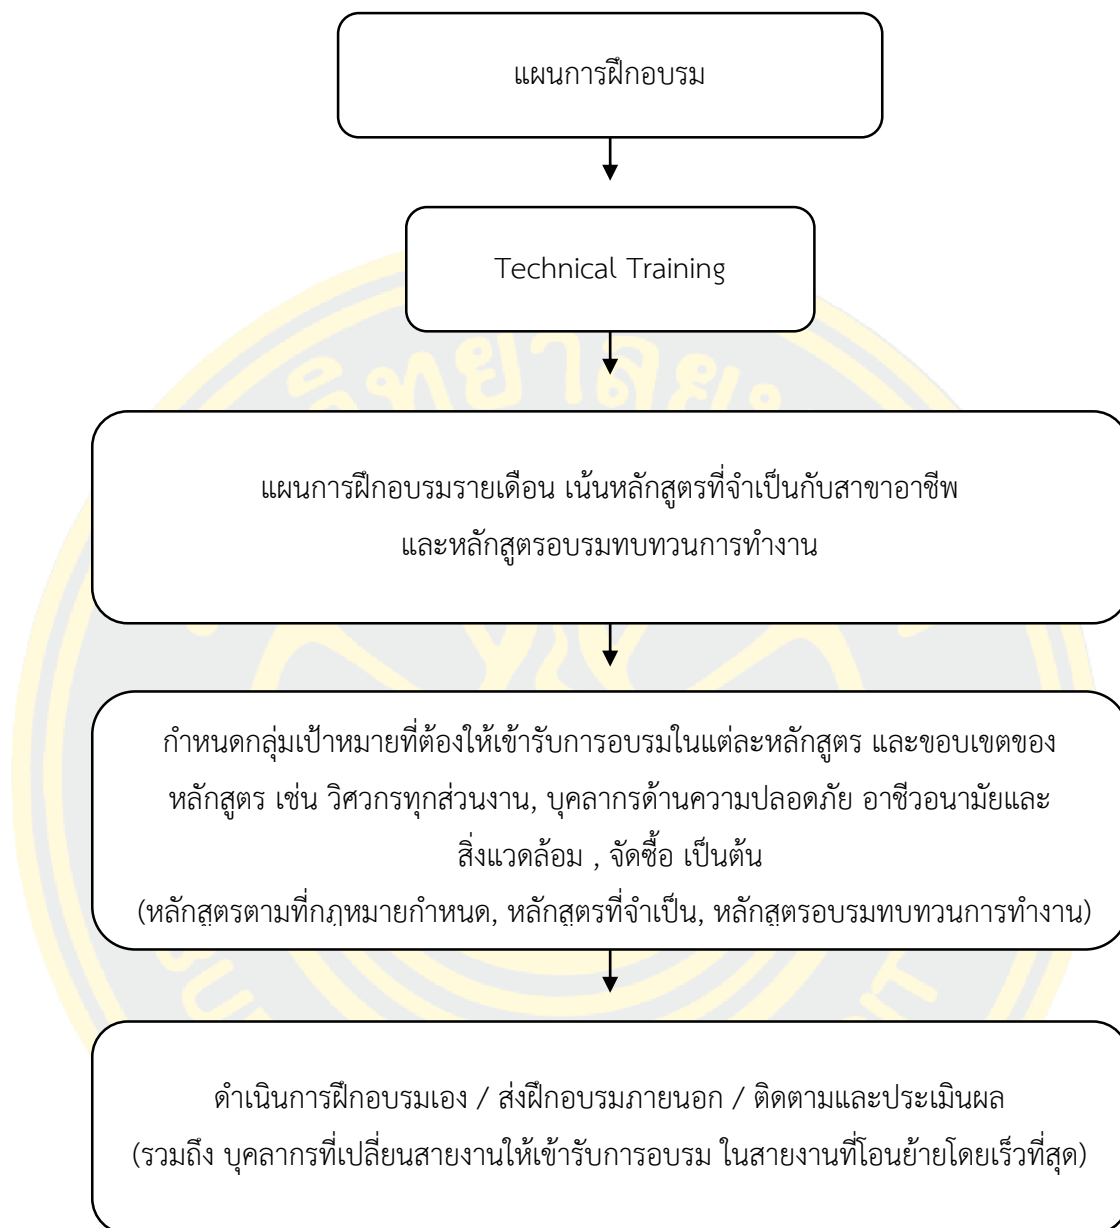 แผนการฝึกอบรม
Technical Training
แผนการฝึกอบรมรายเดือน เน้นหลักสูตรที่จำเป็นกับสาขาอาชีพ
และหลักสูตรอบรมทบทวนการทำงาน
กำหนดกลุ่มเป้าหมายที่ต้องให้เข้ารับการอบรมในแต่ละหลักสูตร และขอบเขตของ
หลักสูตร เช่น วิศวกรทุกส่วนงาน, บุคลากรด้านความปลอดภัย อาชีวอนามัยและ
สิ่งแวดล้อม , จัดซื้อ เป็นต้น
(หลักสูตรตามที่กฎหมายกำหนด, หลักสูตรที่จำเป็น, หลักสูตรอบรมทบทวนการทำงาน)
ดำเนินการฝึกอบรมเอง / ส่งฝึกอบรมภายนอก / ติดตามและประเมินผล
(รวมถึง บุคลากรที่เปลี่ยนสายงานให้เข้ารับการอบรม ในสายงานที่โอนย้ายโดยเร็วที่สุด)